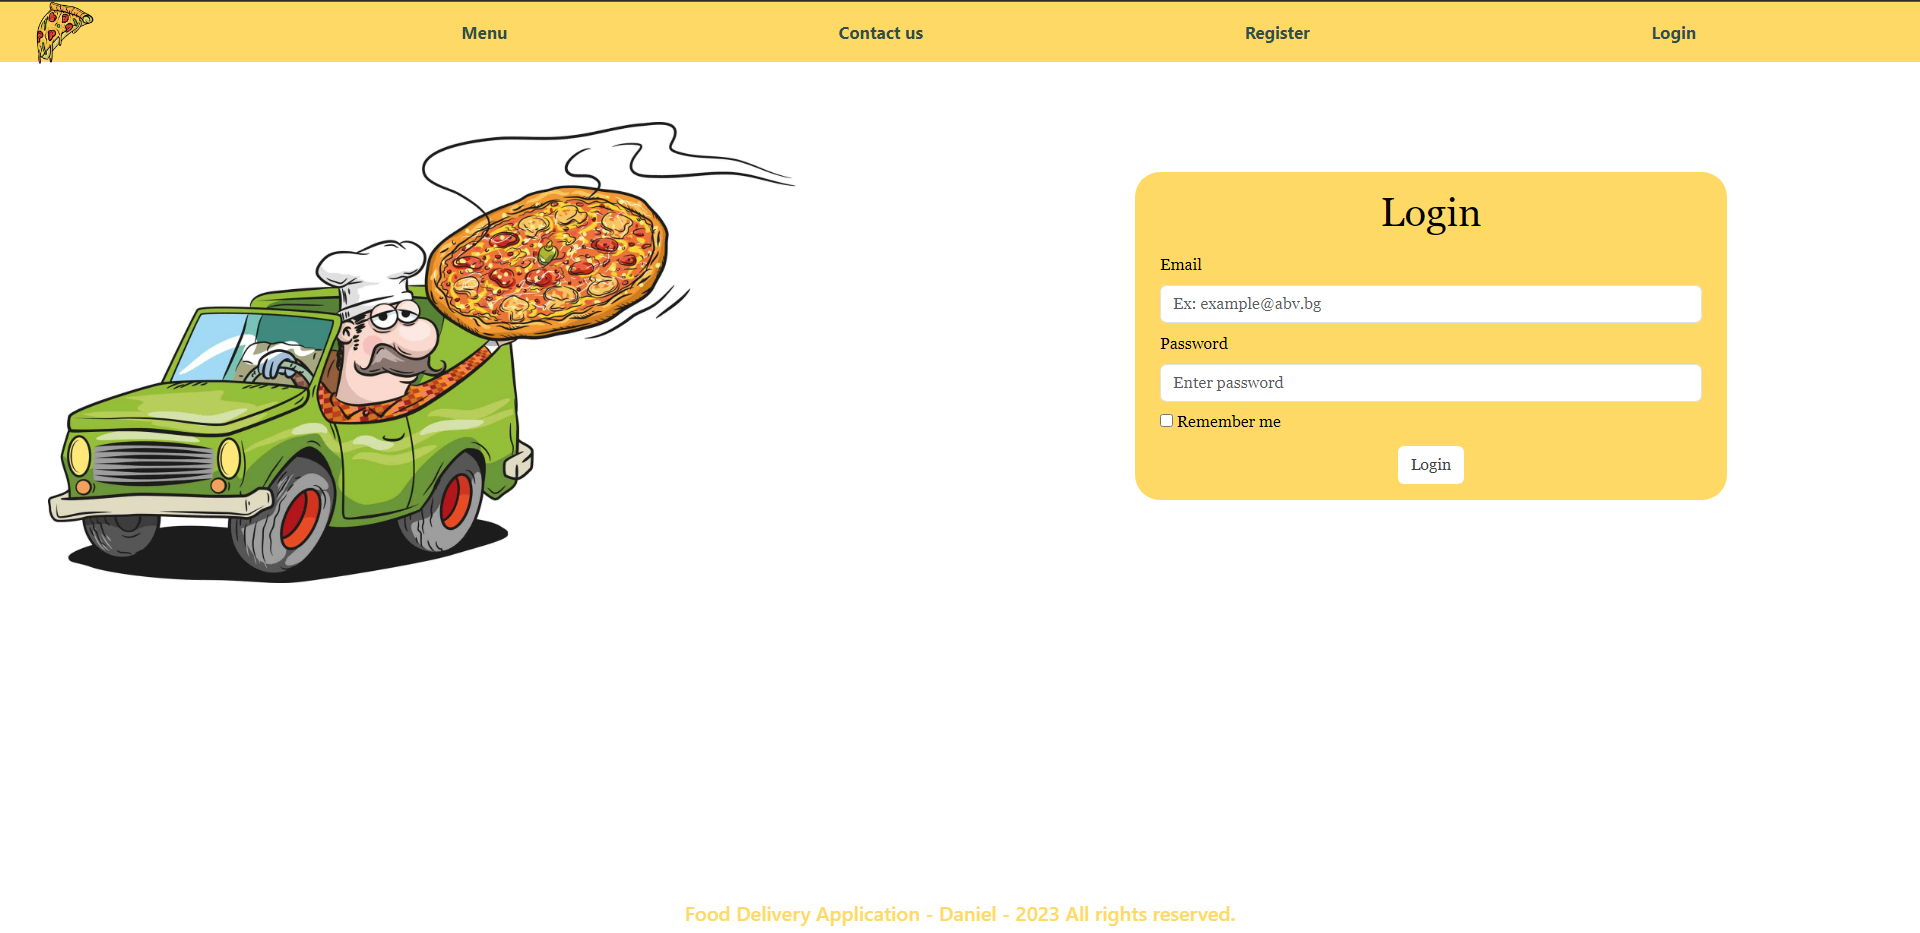 Menu
Contact us
Register
Login
Login
Email
Ex: example@abv.bg
Password
Enter password
Remember me
Login
Food Delivery Application - Daniel - 2023 All rights reserved.